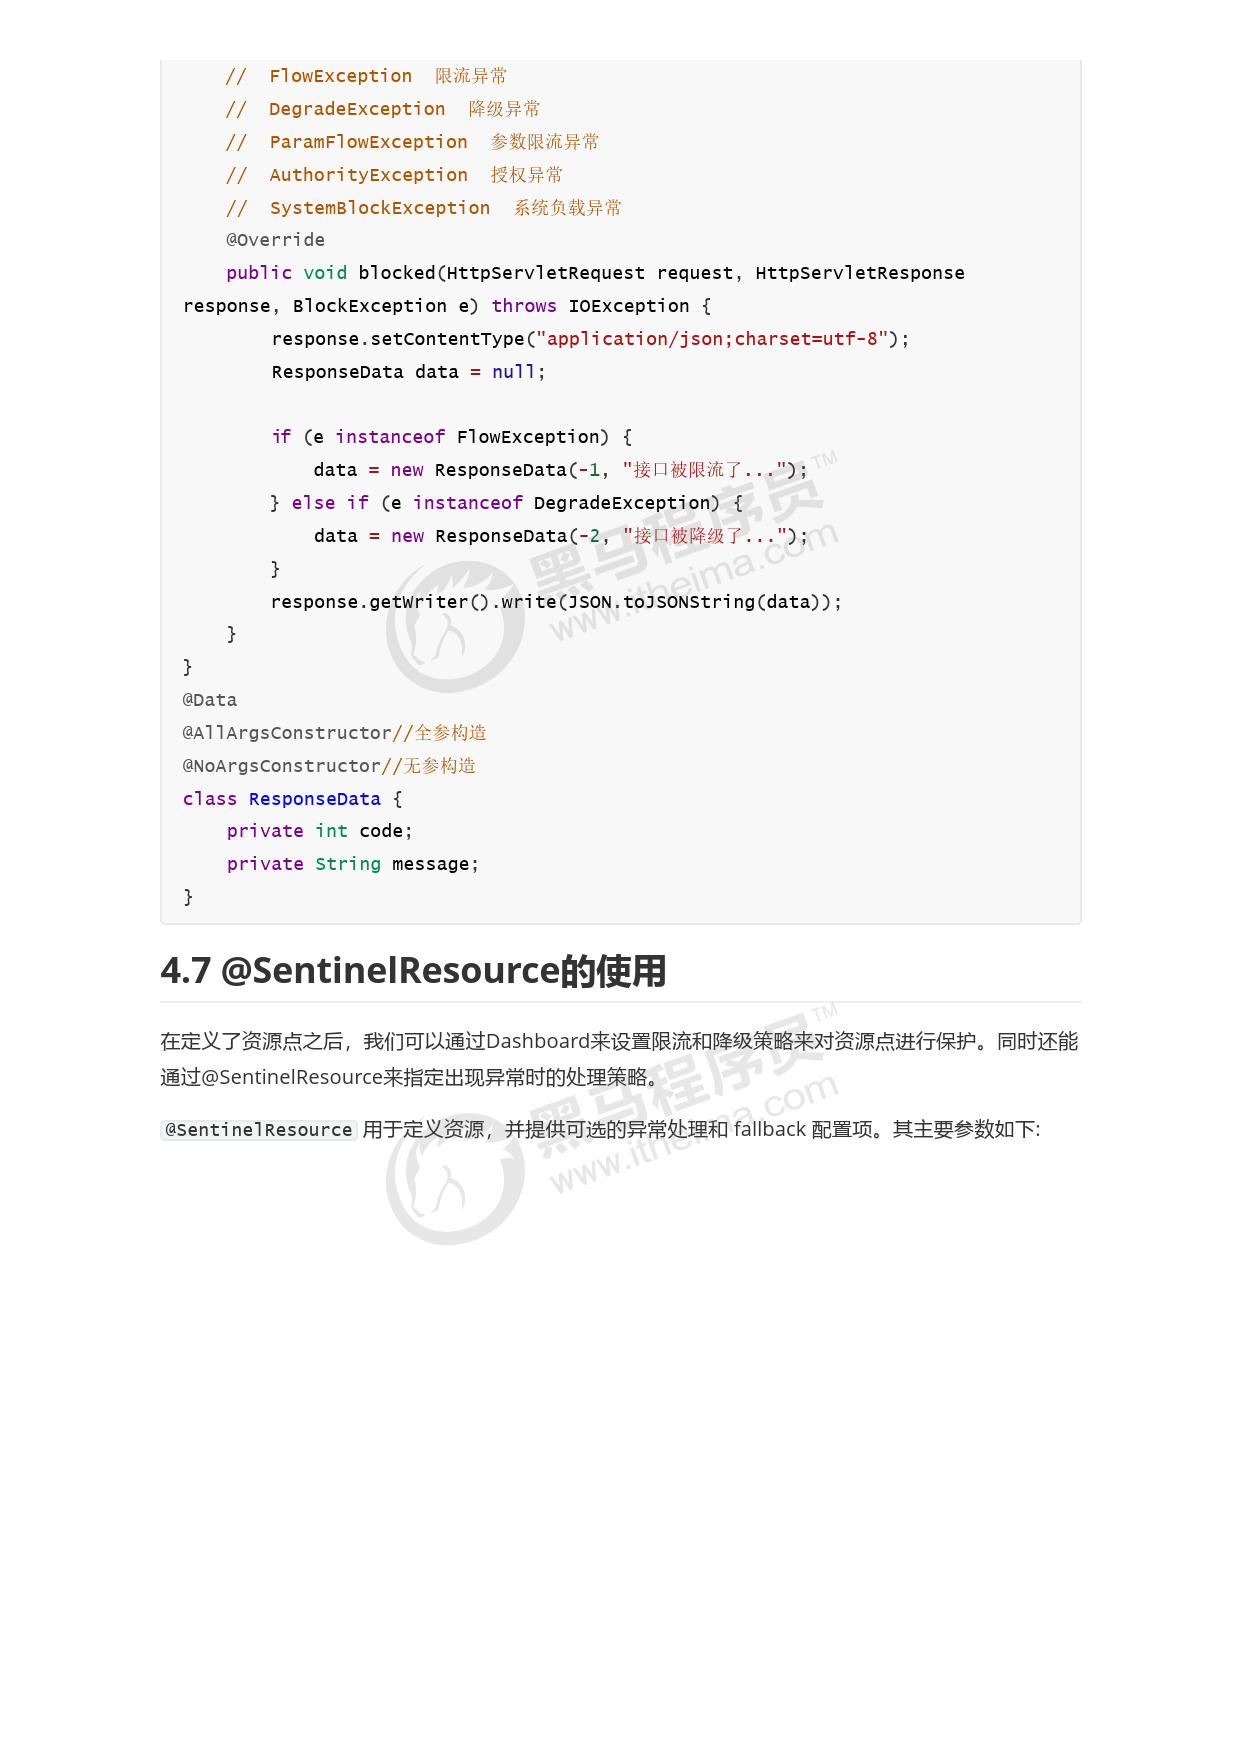 //  FlowException  限流异常
//  DegradeException  降级异常
//  ParamFlowException  参数限流异常
//  AuthorityException  授权异常
//  SystemBlockException  系统负载异常
@Override
public void blocked(HttpServletRequest request, HttpServletResponse
response, BlockException e) throws IOException {
response.setContentType("application/json;charset=utf-8");
ResponseData data = null;
if (e instanceof FlowException) {
data = new ResponseData(-1, "接口被限流了...");
} else if (e instanceof DegradeException) {
data = new ResponseData(-2, "接口被降级了...");
}
response.getWriter().write(JSON.toJSONString(data));
}
}
@Data
@AllArgsConstructor//全参构造
@NoArgsConstructor//无参构造
class ResponseData {
private int code;
private String message;
}
黑马程序员™
www.itheima.com
4.7 @SentinelResource的使用
在定义了资源点之后，我们可以通过Dashboard来设置限流和降级策略来对资源点进行保护。同时还能
通过@SentinelResource来指定出现异常时的处理策略。
@SentinelResource 用于定义资源，并提供可选的异常处理和 fallback 配置项。其主要参数如下:
黑马程序员™
www.itheima.com